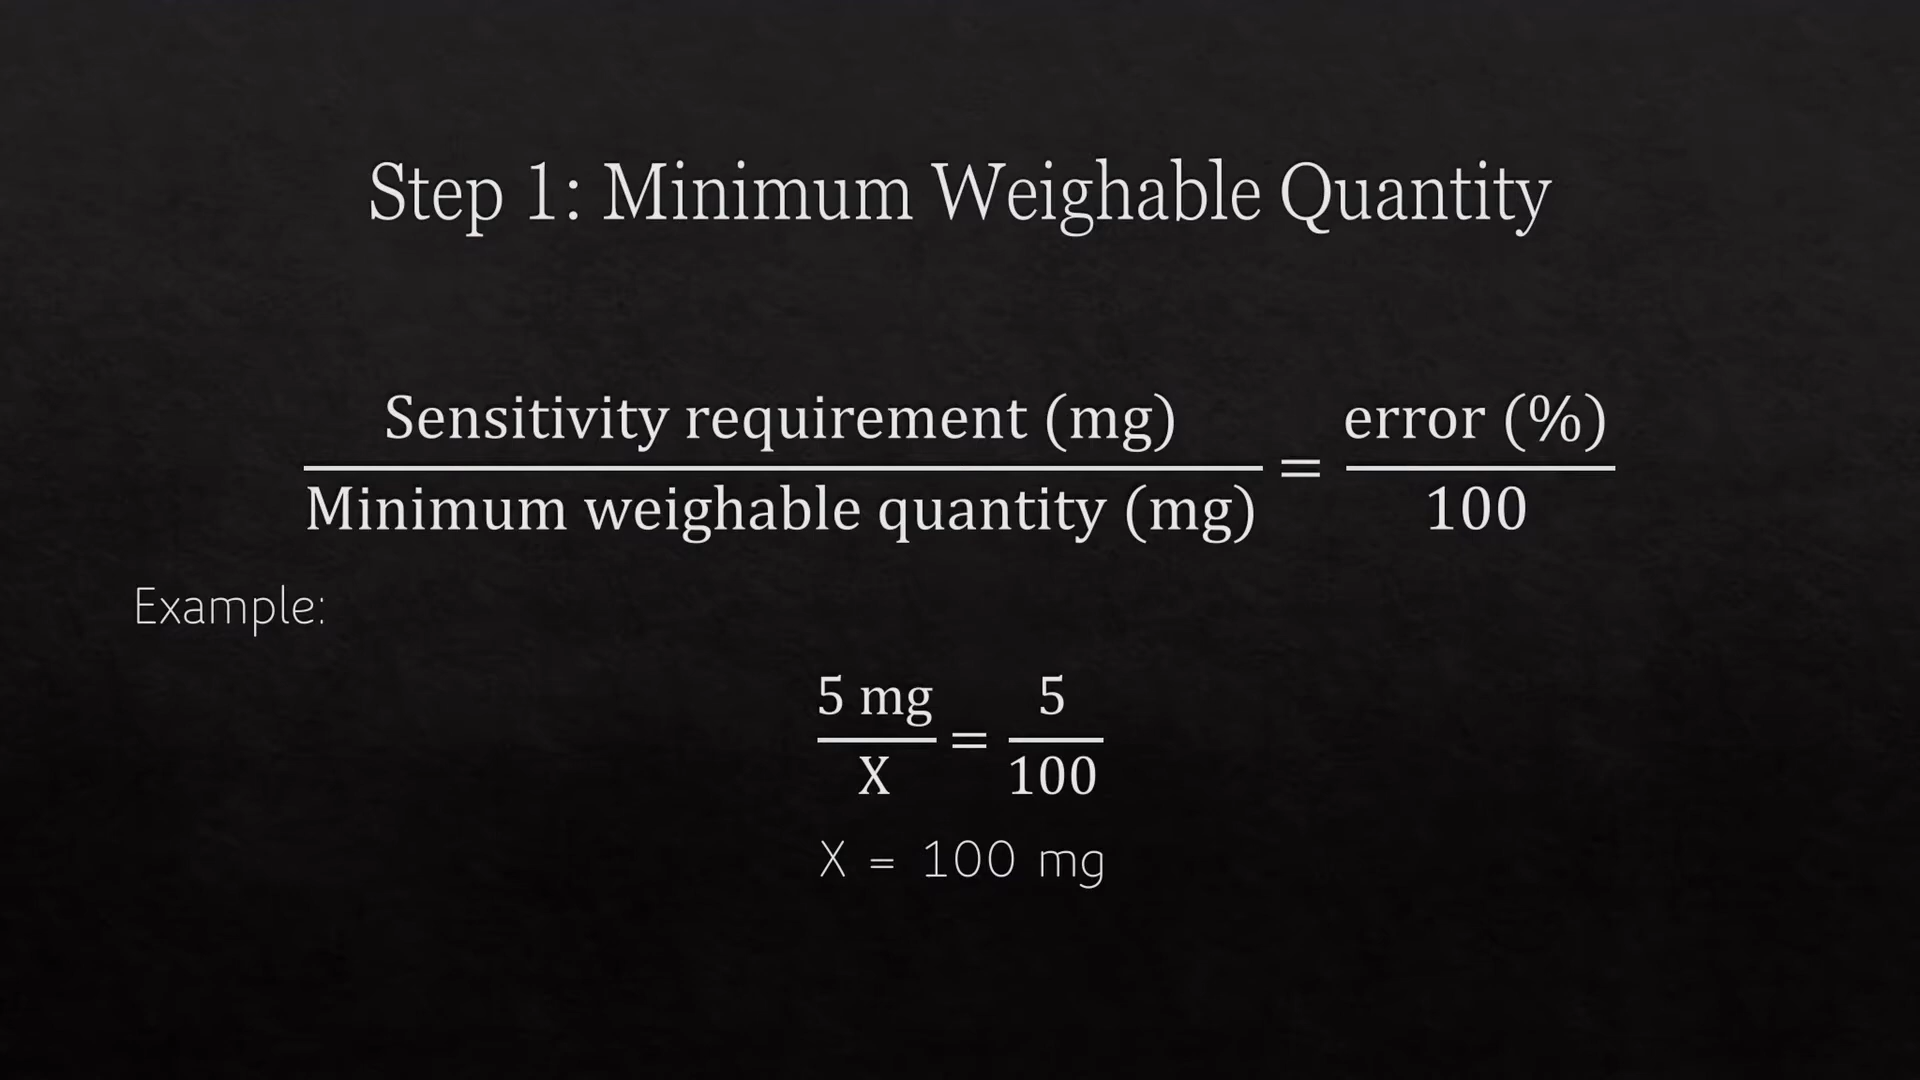 Step 1: Minimum Weighable Quantity
Sensitivity requirement (mg) / Minimum weighable quantity (mg) = error (%) / 100
Example:
5 mg / X = 5 / 100
X = 100 mg